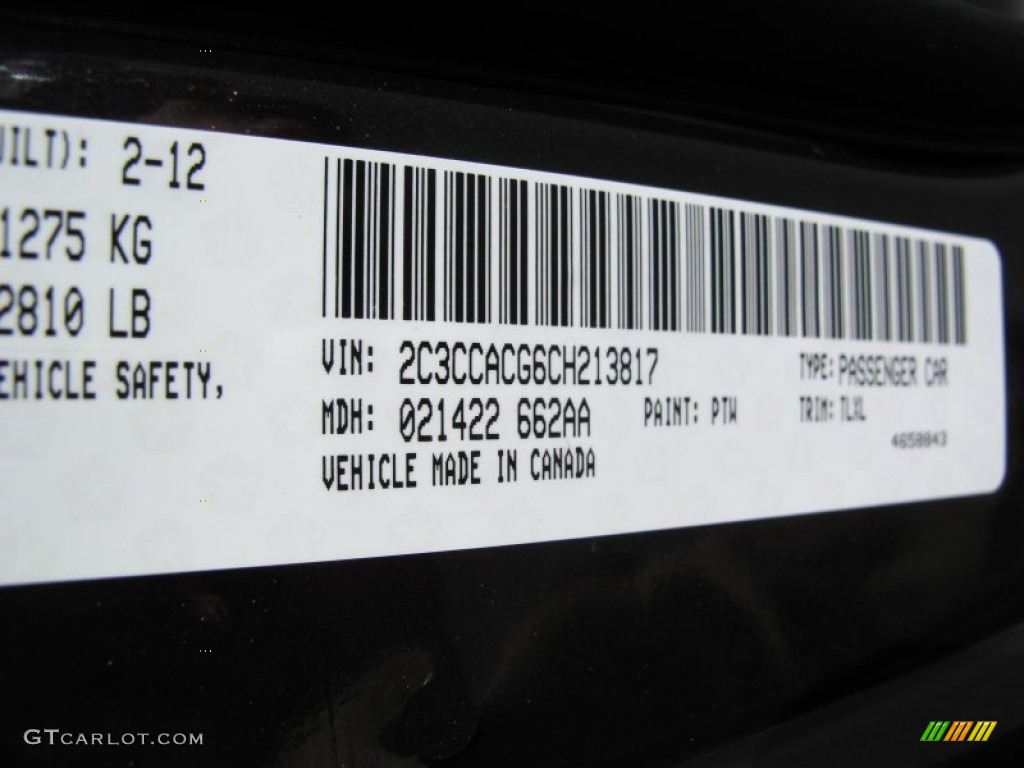 UILT): 2-12
1275 KG
2810 LB
EHICLE SAFETY,
VIN: 2C3CCACG6CH213817 TYPE: PASSENGER CAR
MDH: 021422 662AA PAINT: PTW TRIM: TLXL
4658843
VEHICLE MADE IN CANADA
GTCARLOT.COM